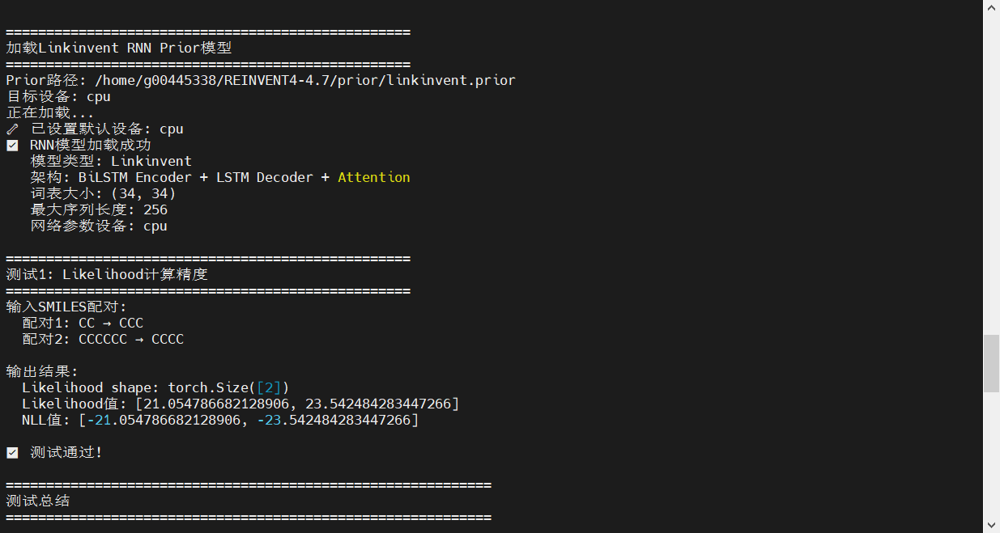 ==================================================
加载Linkinvent RNN Prior模型
==================================================
Prior路径: /home/g00445338/REINVENT4-4.7/prior/linkinvent.prior
目标设备: cpu
正在加载...
🔧 已设置默认设备: cpu
✅ RNN模型加载成功
   模型类型: Linkinvent
   架构: BiLSTM Encoder + LSTM Decoder + Attention
   词表大小: (34, 34)
   最大序列长度: 256
   网络参数设备: cpu

==================================================
测试1: Likelihood计算精度
==================================================
输入SMILES配对:
  配对1: CC → CCC
  配对2: CCCCCC → CCCC

输出结果:
  Likelihood shape: torch.Size([2])
  Likelihood值: [21.054786682128906, 23.542484283447266]
  NLL值: [-21.054786682128906, -23.542484283447266]

✅ 测试通过!

============================================================
测试总结
============================================================